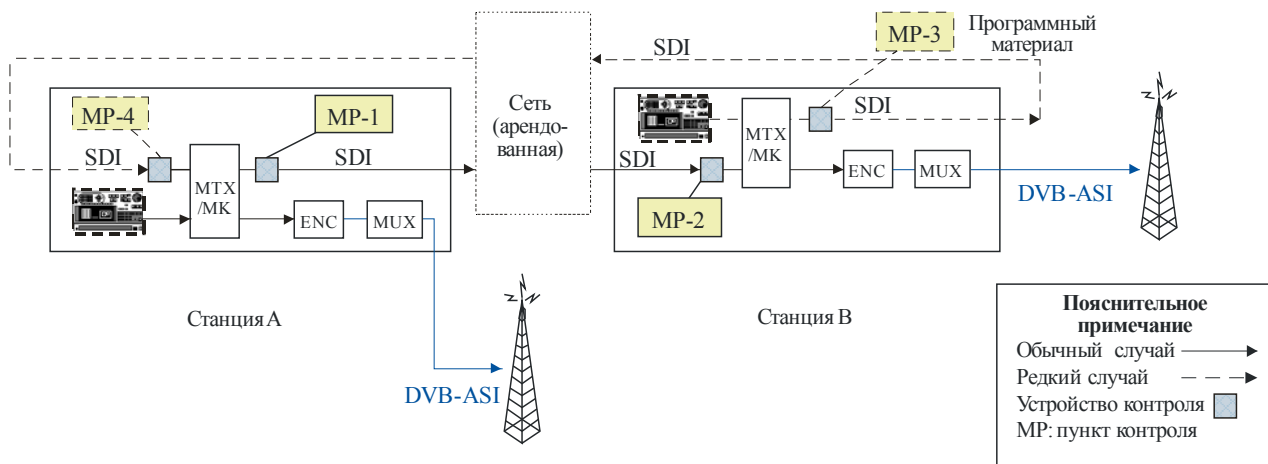 Программный
материал
MP-3
SDI
Сеть
(арендо-
ванная)
MP-4
MP-1
SDI
SDI
MTX
/MK
ENC
MUX
SDI
SDI
MTX
/MK
ENC
MUX
MP-2
DVB-ASI
Станция A
Станция B
DVB-ASI
Пояснительное
примечание
Обычный случай
Редкий случай
Устройство контроля
MP: пункт контроля